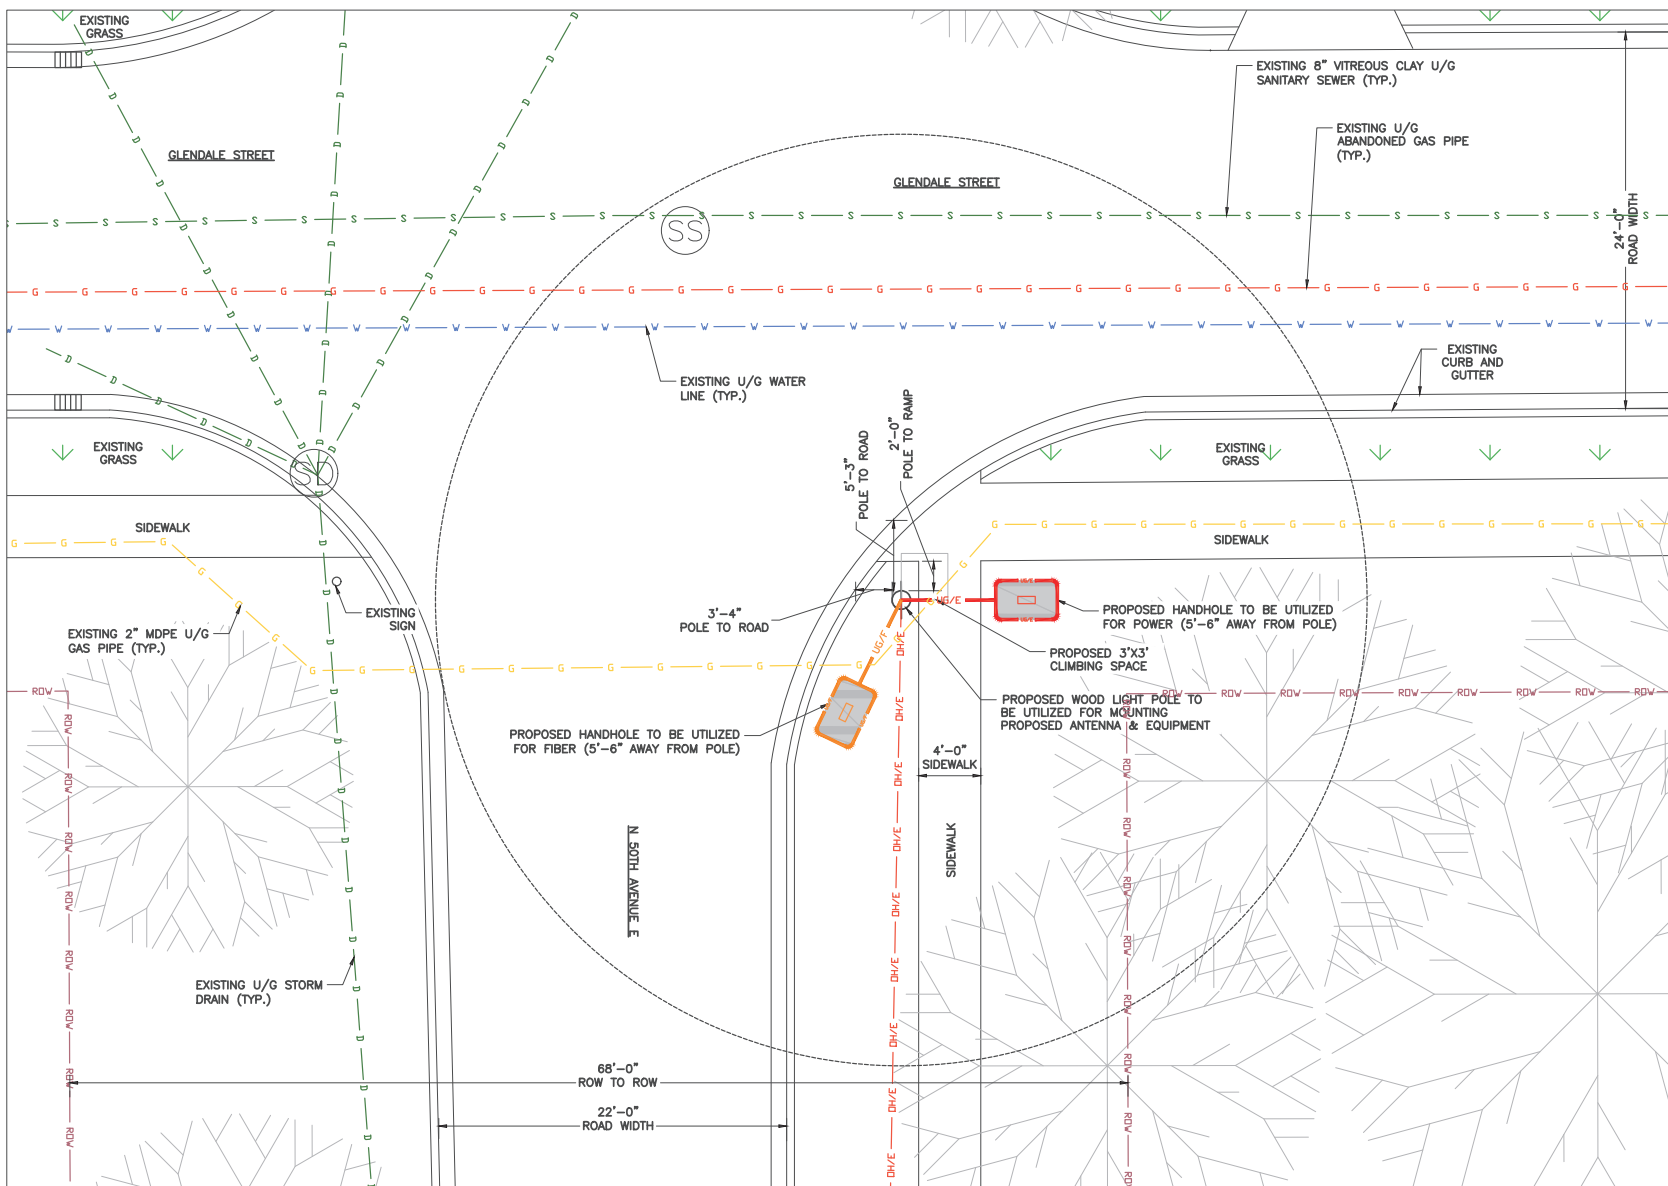 EXISTING
GRASS
EXISTING 8" VITREOUS CLAY U/G
SANITARY SEWER (TYP.)
EXISTING U/G
ABANDONED GAS PIPE
(TYP.)
GLENDALE STREET
GLENDALE STREET
24'-0"
ROAD WIDTH
SS
EXISTING U/G WATER
LINE (TYP.)
EXISTING
CURB AND
GUTTER
5'-3"
POLE TO ROAD
2'-0"
POLE TO RAMP
EXISTING
GRASS
EXISTING
GRASS
SD
SIDEWALK
SIDEWALK
EXISTING
SIGN
3'-4"
POLE TO ROAD
UG/E
UG/F
PROPOSED HANDHOLE TO BE UTILIZED
FOR POWER (5'-6" AWAY FROM POLE)
EXISTING 2" MDPE U/G
GAS PIPE (TYP.)
PROPOSED 3'X3'
CLIMBING SPACE
PROPOSED WOOD LIGHT POLE TO
BE UTILIZED FOR MOUNTING
PROPOSED ANTENNA & EQUIPMENT
PROPOSED HANDHOLE TO BE UTILIZED
FOR FIBER (5'-6" AWAY FROM POLE)
4'-0"
SIDEWALK
SIDEWALK
N 50TH AVENUE E
OH/E
ROW
EXISTING U/G STORM
DRAIN (TYP.)
68'-0"
ROW TO ROW
22'-0"
ROAD WIDTH